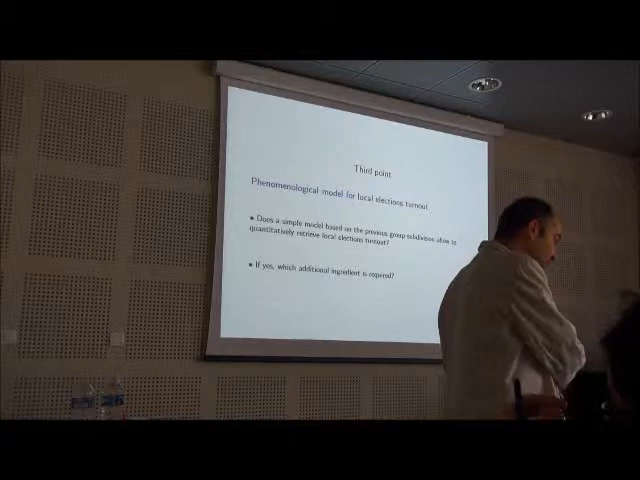 Third point
Phenomenological model for local elections turnout
• Does a simple model based on the previous group subdivision allow to
quantitatively retrieve local elections turnout?
• If yes, which additional ingredient is required?